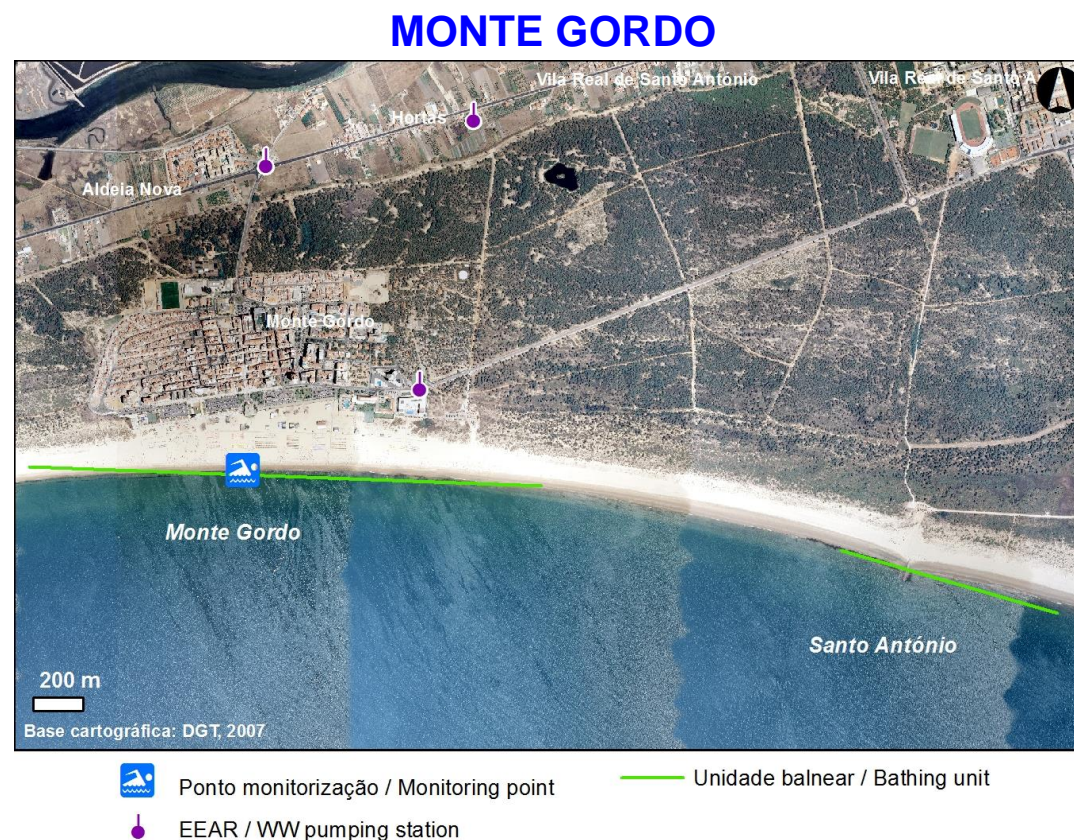 MONTE GORDO
Vila Real de Santo António
Vila Real de Santo A
Hortas
Aldeia Nova
Monte Gordo
Monte Gordo
Santo António
200 m
Base cartográfica: DGT, 2007
Ponto monitorização / Monitoring point
Unidade balnear / Bathing unit
EEAR / WW pumping station